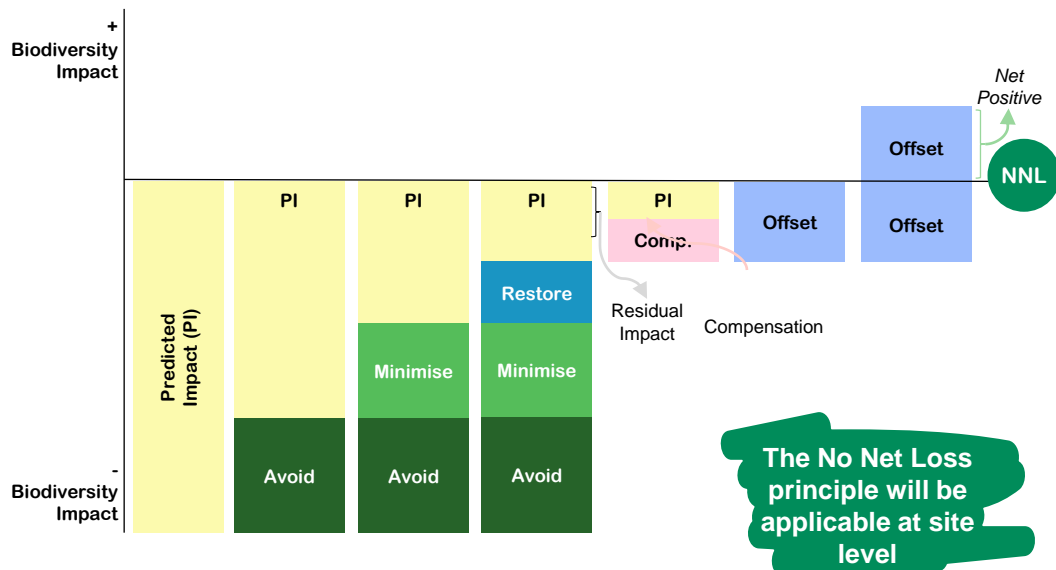 +
Biodiversity
Impact
Net
Positive
Offset
NNL
PI
PI
PI
PI
Comp.
Offset
Offset
Restore
Residual
Impact
Compensation
Predicted
Impact (PI)
Minimise
Minimise
Avoid
Avoid
Avoid
-
Biodiversity
Impact
The No Net Loss
principle will be
applicable at site
level